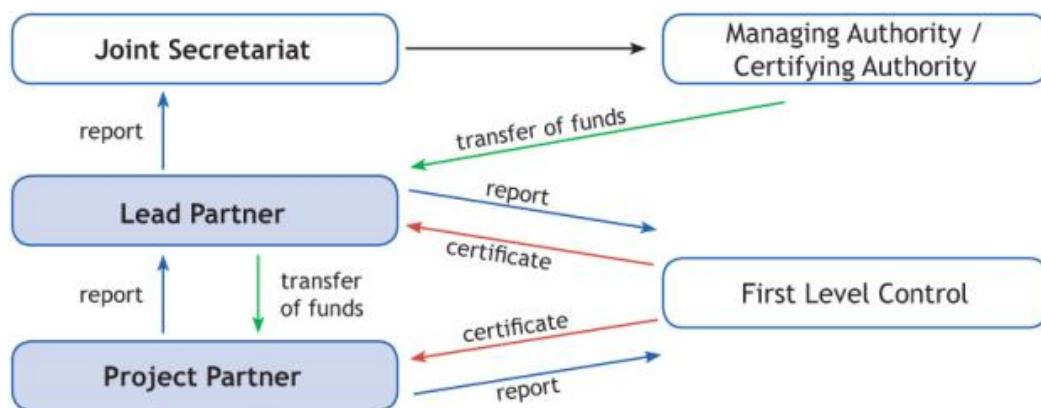 Joint Secretariat
Managing Authority /
Certifying Authority
report
transfer of funds
Lead Partner
report
certificate
report
transfer
of funds
First Level Control
certificate
Project Partner
report